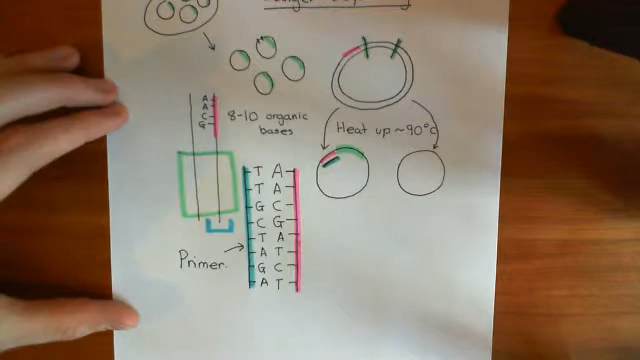 A
A
C
G
8-10 organic
bases
Heat up ~90°c
T A
T A
G C
C G
T A
A T
G C
A T
Primer.